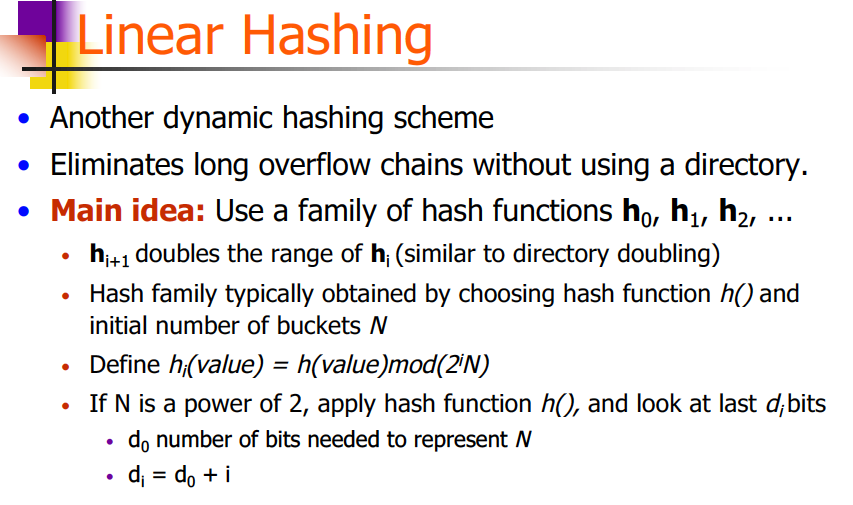 Linear Hashing
• Another dynamic hashing scheme
• Eliminates long overflow chains without using a directory.
• Main idea: Use a family of hash functions h₀, h₁, h₂, ...
• hᵢ₊₁ doubles the range of hᵢ (similar to directory doubling)
• Hash family typically obtained by choosing hash function h() and
initial number of buckets N
• Define hᵢ(value) = h(value)mod(2ⁱN)
• If N is a power of 2, apply hash function h(), and look at last dᵢ bits
• d₀ number of bits needed to represent N
• dᵢ = d₀ + i